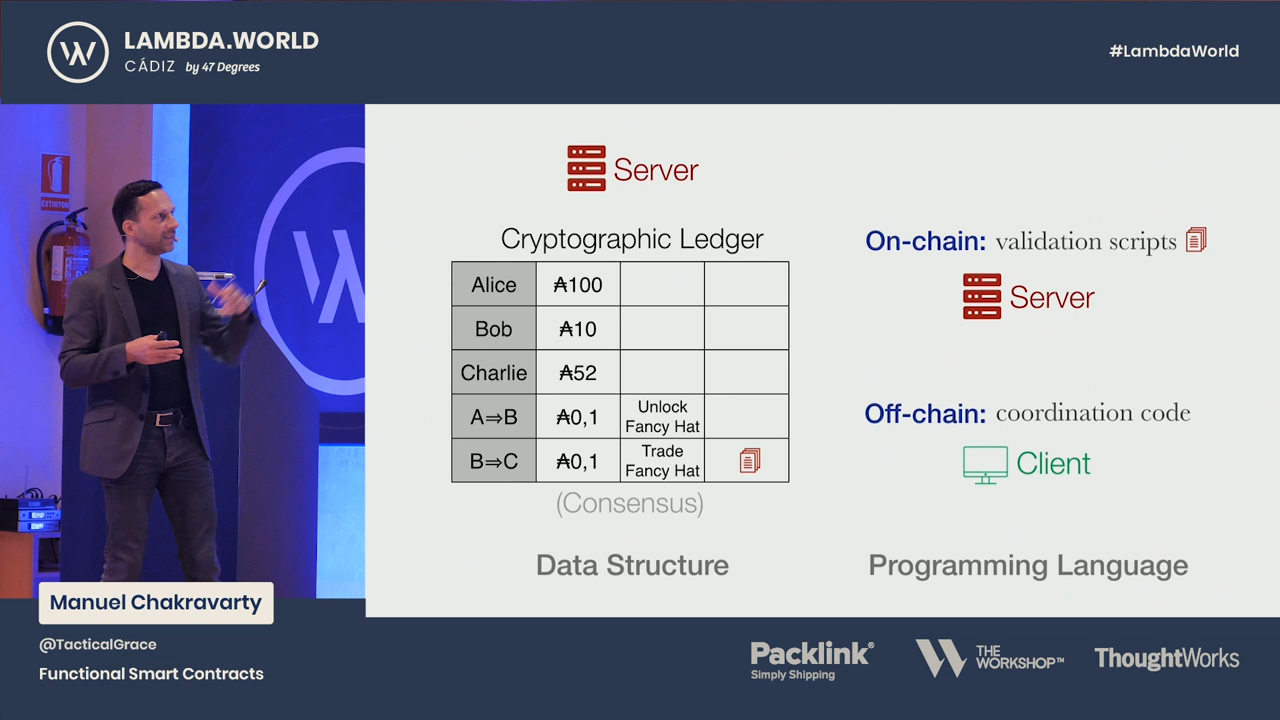 LAMBDA.WORLD
CÁDIZ by 47 Degrees
#LambdaWorld
EXTINTOR
W
Server
Cryptographic Ledger
Alice ₳100
Bob ₳10
Charlie ₳52
A⇒B ₳0,1 Unlock Fancy Hat
B⇒C ₳0,1 Trade Fancy Hat
(Consensus)
Data Structure
On-chain: validation scripts
Server
Off-chain: coordination code
Client
Programming Language
Manuel Chakravarty
@TacticalGrace
Functional Smart Contracts
Packlink®
Simply Shipping
THE WORKSHOP™
ThoughtWorks